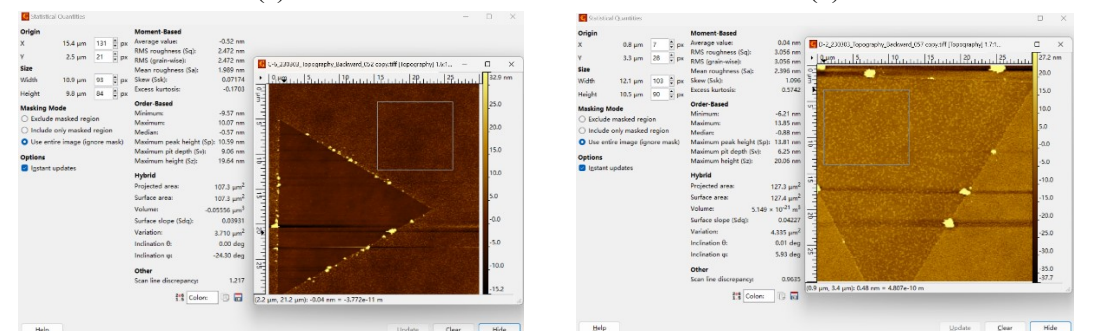 Statistical Quantities
Origin
X 15.4 µm 131 px
Y 2.5 µm 21 px
Size
Width 10.9 µm 93 px
Height 9.8 µm 84 px
Masking Mode
Exclude masked region
Include only masked region
Use entire image (ignore mask)
Options
Instant updates
Moment-Based
Average value: -0.52 nm
RMS roughness (Sq): 2.472 nm
RMS (grain-wise): 2.472 nm
Mean roughness (Sa): 1.989 nm
Skew (Ssk): 0.07174
Excess kurtosis: -0.1703
Order-Based
Minimum: -9.57 nm
Maximum: 10.07 nm
Median: -0.57 nm
Maximum peak height (Sp): 10.59 nm
Maximum pit depth (Sv): 9.06 nm
Maximum height (Sz): 19.64 nm
Hybrid
Projected area: 107.3 µm²
Surface area: 107.3 µm²
Volume: -0.05556 µm³
Surface slope (Sdq): 0.03931
Variation: 3.710 µm²
Inclination θ: 0.00 deg
Inclination φ: -24.30 deg
Other
Scan line discrepancy: 1.217
Colon:
Help
Update Clear Hide
0 µm 5 10 15 20 25
32.9 nm
25.0
20.0
15.0
10.0
5.0
-0.0
-5.0
-10.0
-15.2
(2.2 µm, 21.2 µm): -0.04 nm = -3.772e-11 m
Statistical Quantities
Origin
X 0.8 µm 7 px
Y 3.5 µm 28 px
Size
Width 12.1 µm 103 px
Height 10.5 µm 90 px
Masking Mode
Exclude masked region
Include only masked region
Use entire image (ignore mask)
Options
Instant updates
Moment-Based
Average value: 0.04 nm
RMS roughness (Sq): 3.056 nm
RMS (grain-wise): 3.056 nm
Mean roughness (Sa): 2.396 nm
Skew (Ssk): 1.096
Excess kurtosis: 0.5742
Order-Based
Minimum: -6.21 nm
Maximum: 13.85 nm
Median: -0.88 nm
Maximum peak height (Sp): 13.81 nm
Maximum pit depth (Sv): 6.25 nm
Maximum height (Sz): 20.06 nm
Hybrid
Projected area: 127.3 µm²
Surface area: 127.4 µm²
Volume: 5.149 × 10⁻²¹ m³
Surface slope (Sdq): 0.04227
Variation: 4.335 µm²
Inclination θ: 0.01 deg
Inclination φ: 5.93 deg
Other
Scan line discrepancy: 0.9635
Colon:
Help
Update Clear Hide
0 µm 5 10 15 20 25
27.2 nm
20.0
15.0
10.0
5.0
-0.0
-5.0
-10.0
-15.0
-20.0
-25.0
-30.0
-37.7
(0.9 µm, 3.4 µm): 0.48 nm = 4.807e-10 m